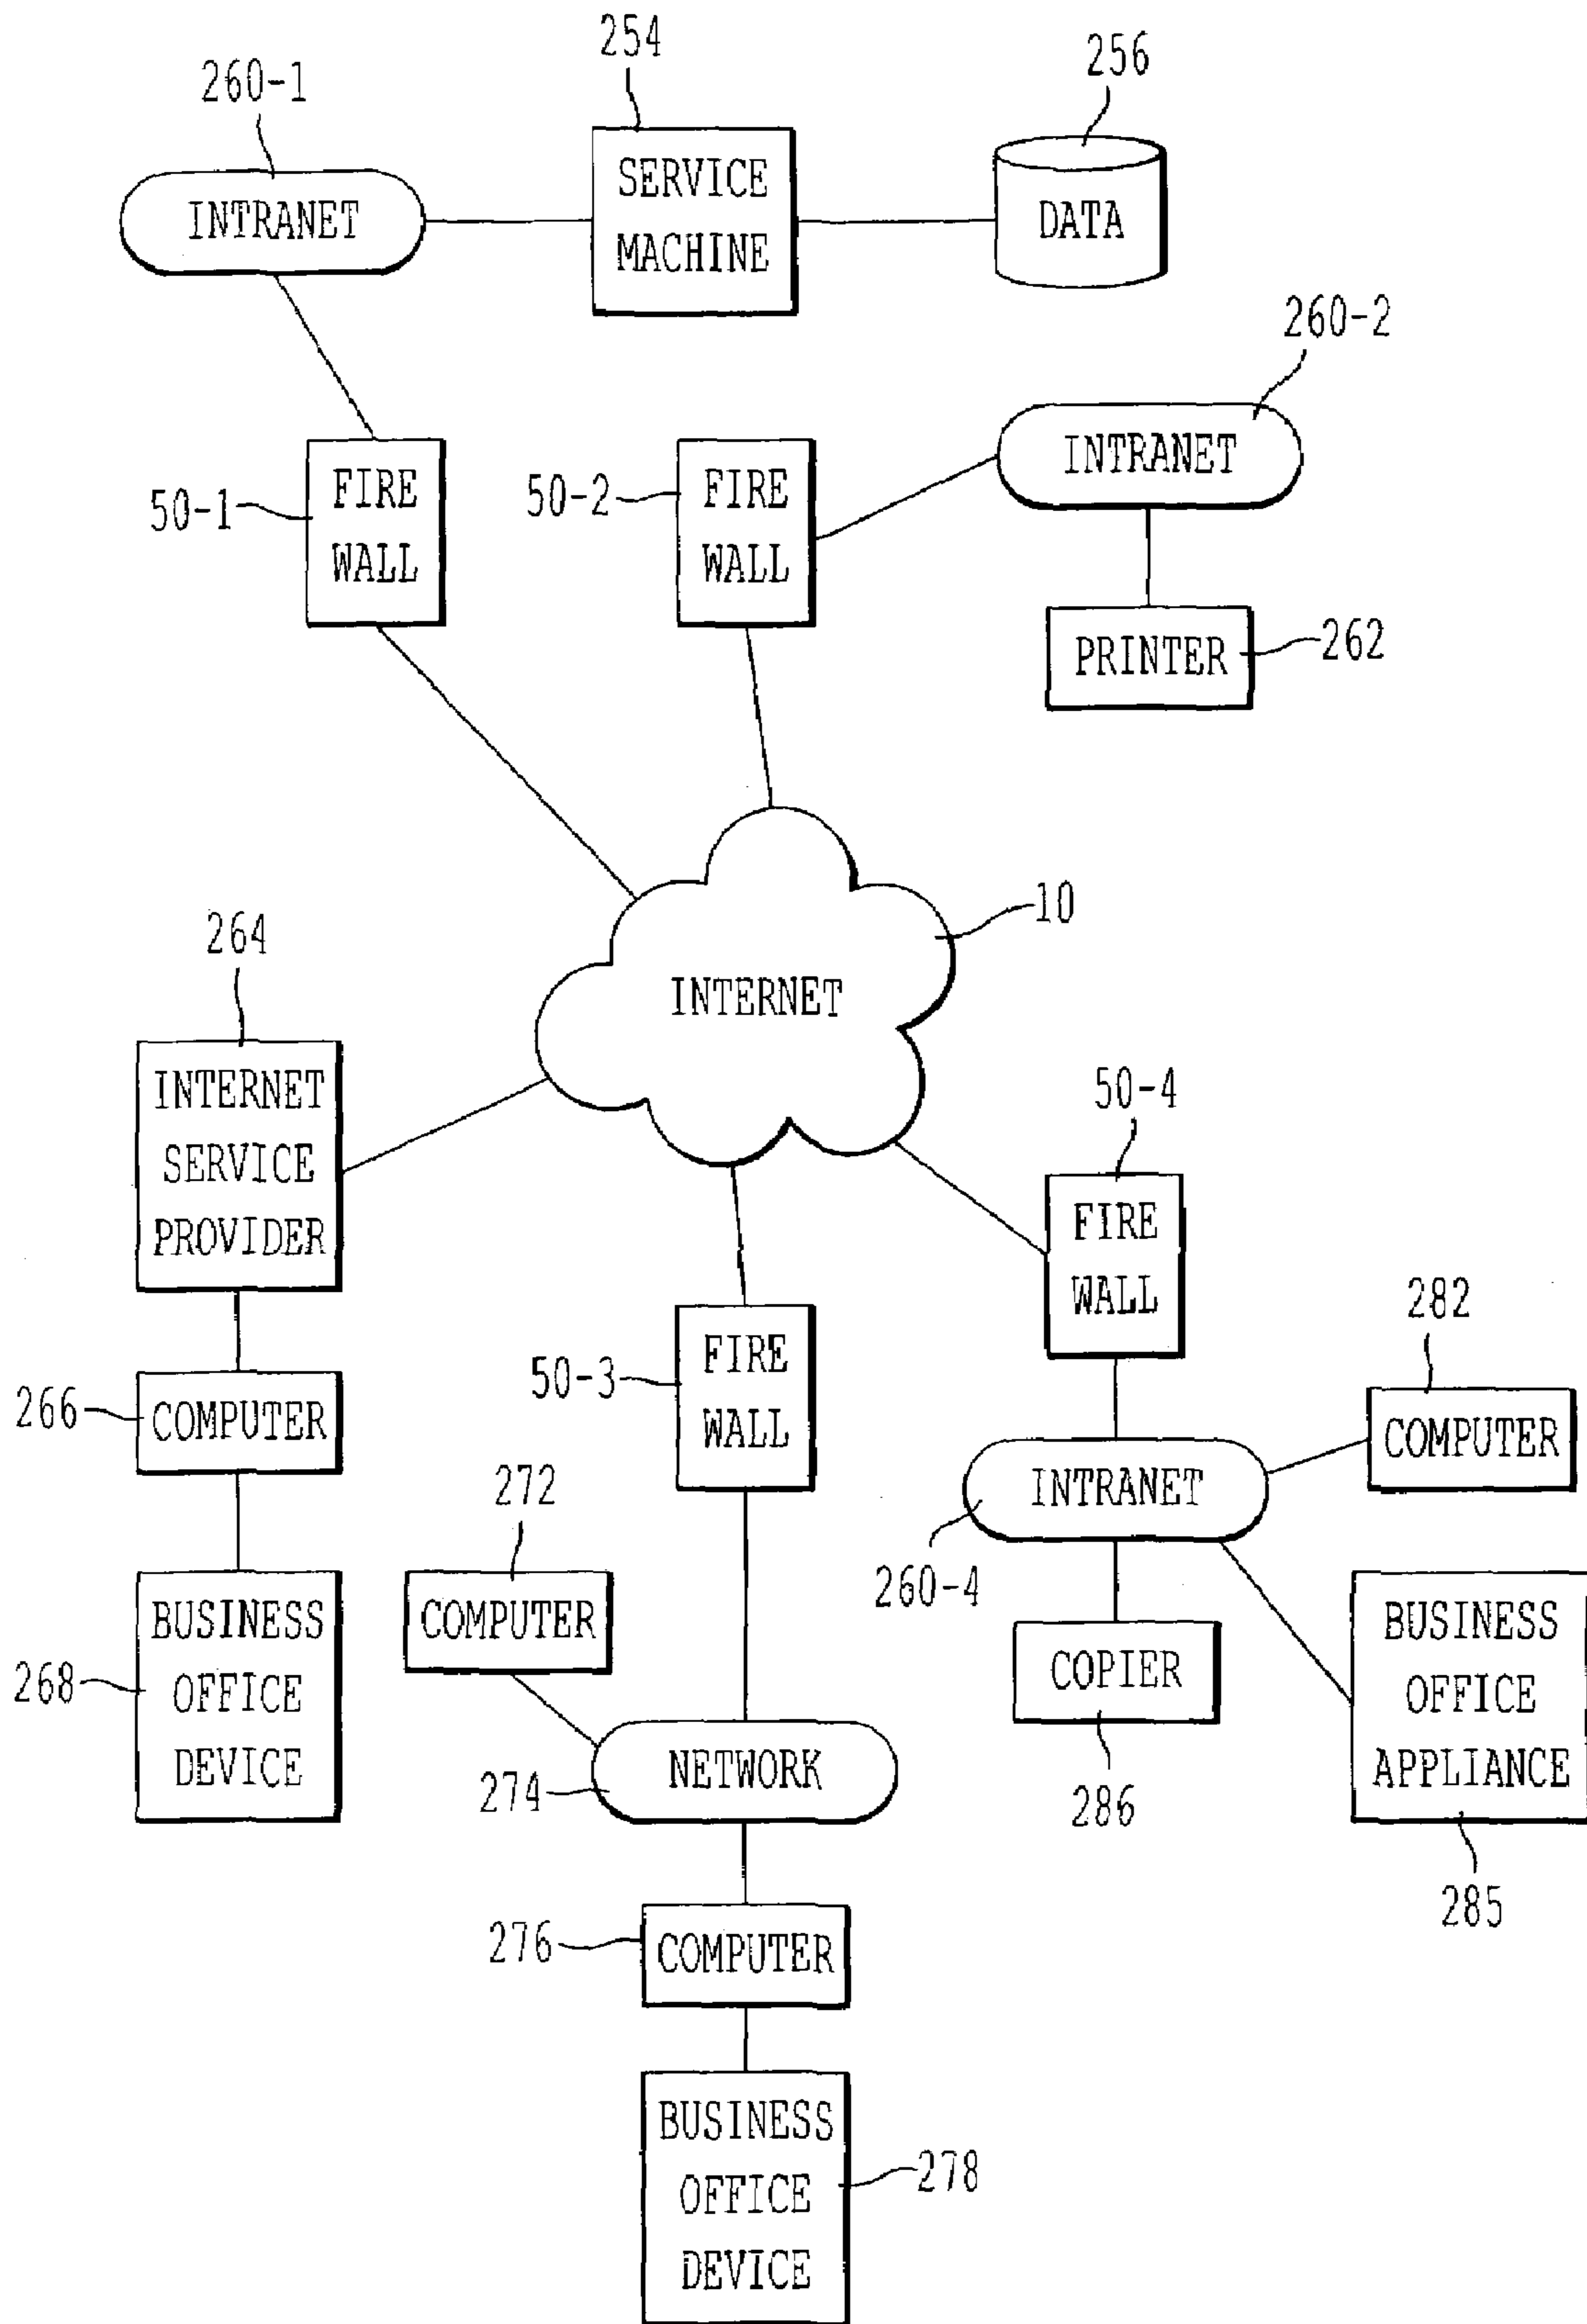 254
256
260-1
SERVICE
MACHINE
INTRANET
DATA
260-2
INTRANET
50-1
FIRE
WALL
50-2
FIRE
WALL
PRINTER
262
10
INTERNET
264
INTERNET
SERVICE
PROVIDER
50-4
FIRE
WALL
282
COMPUTER
50-3
FIRE
WALL
266
COMPUTER
272
COMPUTER
INTRANET
260-4
BUSINESS
OFFICE
DEVICE
268
COPIER
286
BUSINESS
OFFICE
APPLIANCE
285
NETWORK
274
276
COMPUTER
BUSINESS
OFFICE
DEVICE
278